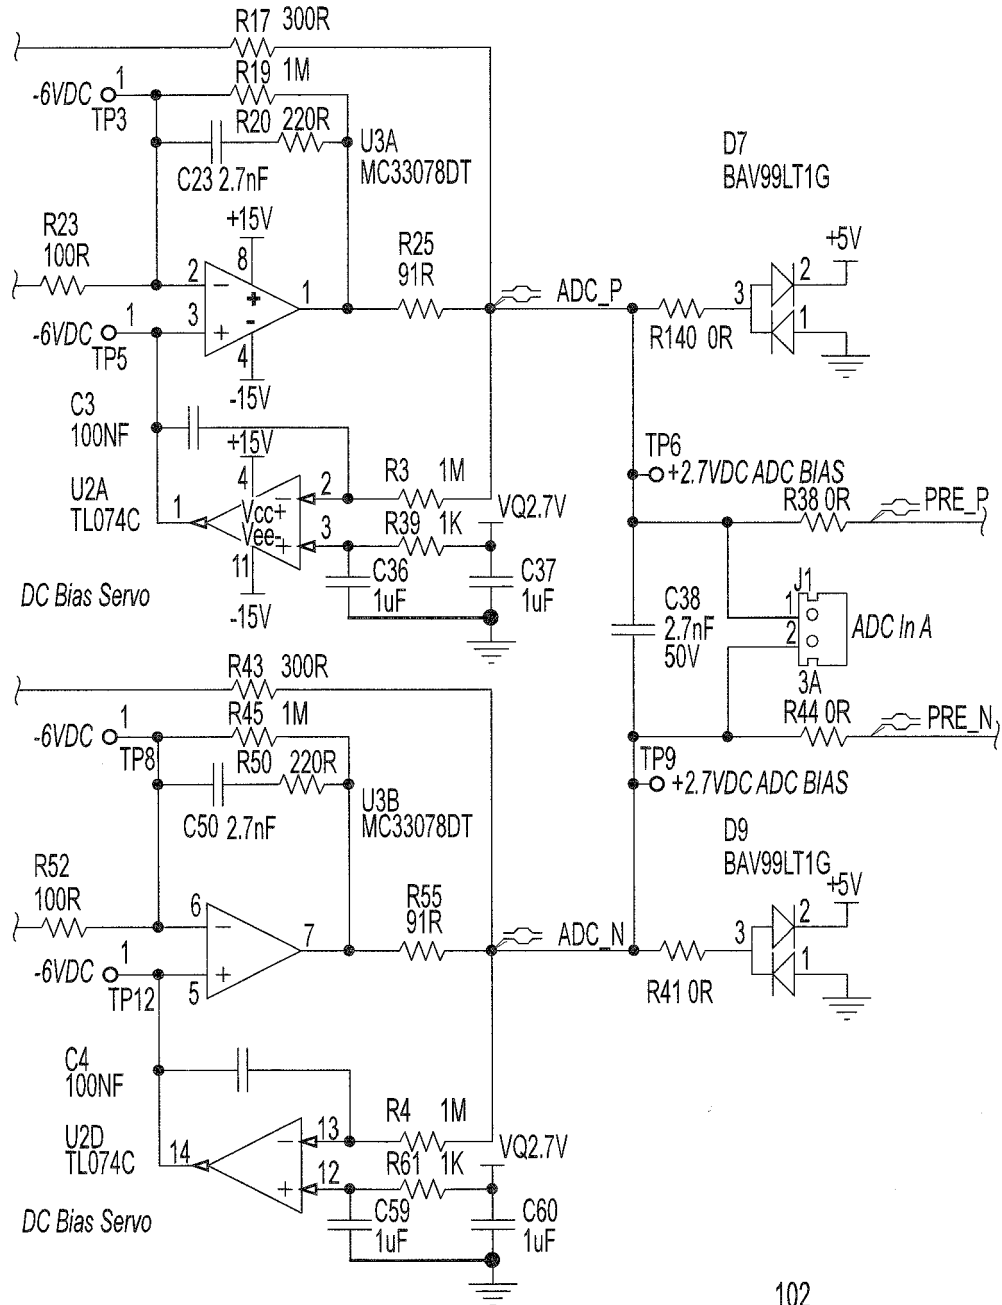 R17 300R
R19 1M
-6VDC 1
TP3
R20 220R
U3A
MC33078DT
C23 2.7nF
D7
BAV99LT1G
R23
100R
+15V
8
2 -
+
-
3 +
1
4
-15V
R25
91R
ADC_P
+5V
2
3
1
R140 0R
-6VDC 1
TP5
C3
100NF
+15V
4
U2A
TL074C
1
Vcc+
Vee-
-
+
2
3
11
-15V
R3 1M
R39 1K
VQ2.7V
C36
1uF
C37
1uF
DC Bias Servo
TP6
+2.7VDC ADC BIAS
R38 0R
PRE_P
C38
2.7nF
50V
J1
1
2
ADC In A
3A
R44 0R
PRE_N
TP9
+2.7VDC ADC BIAS
R43 300R
R45 1M
-6VDC 1
TP8
R50 220R
U3B
MC33078DT
C50 2.7nF
D9
BAV99LT1G
R52
100R
6
-
+
5
7
R55
91R
ADC_N
+5V
2
3
1
R41 0R
-6VDC 1
TP12
C4
100NF
U2D
TL074C
14
-
+
13
12
R4 1M
R61 1K
VQ2.7V
C59
1uF
C60
1uF
DC Bias Servo
102